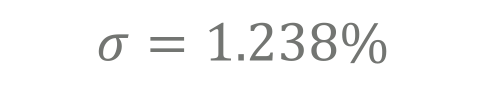 σ = 1.238%